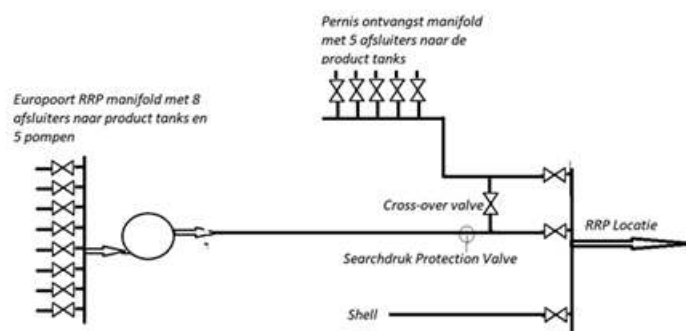 Pernis ontvangst manifold
met 5 afsluiters naar de
product tanks
Europoort RRP manifold met 8
afsluiters naar product tanks en
5 pompen
Cross-over valve
RRP Locatie
Searchdruk Protection Valve
Shell